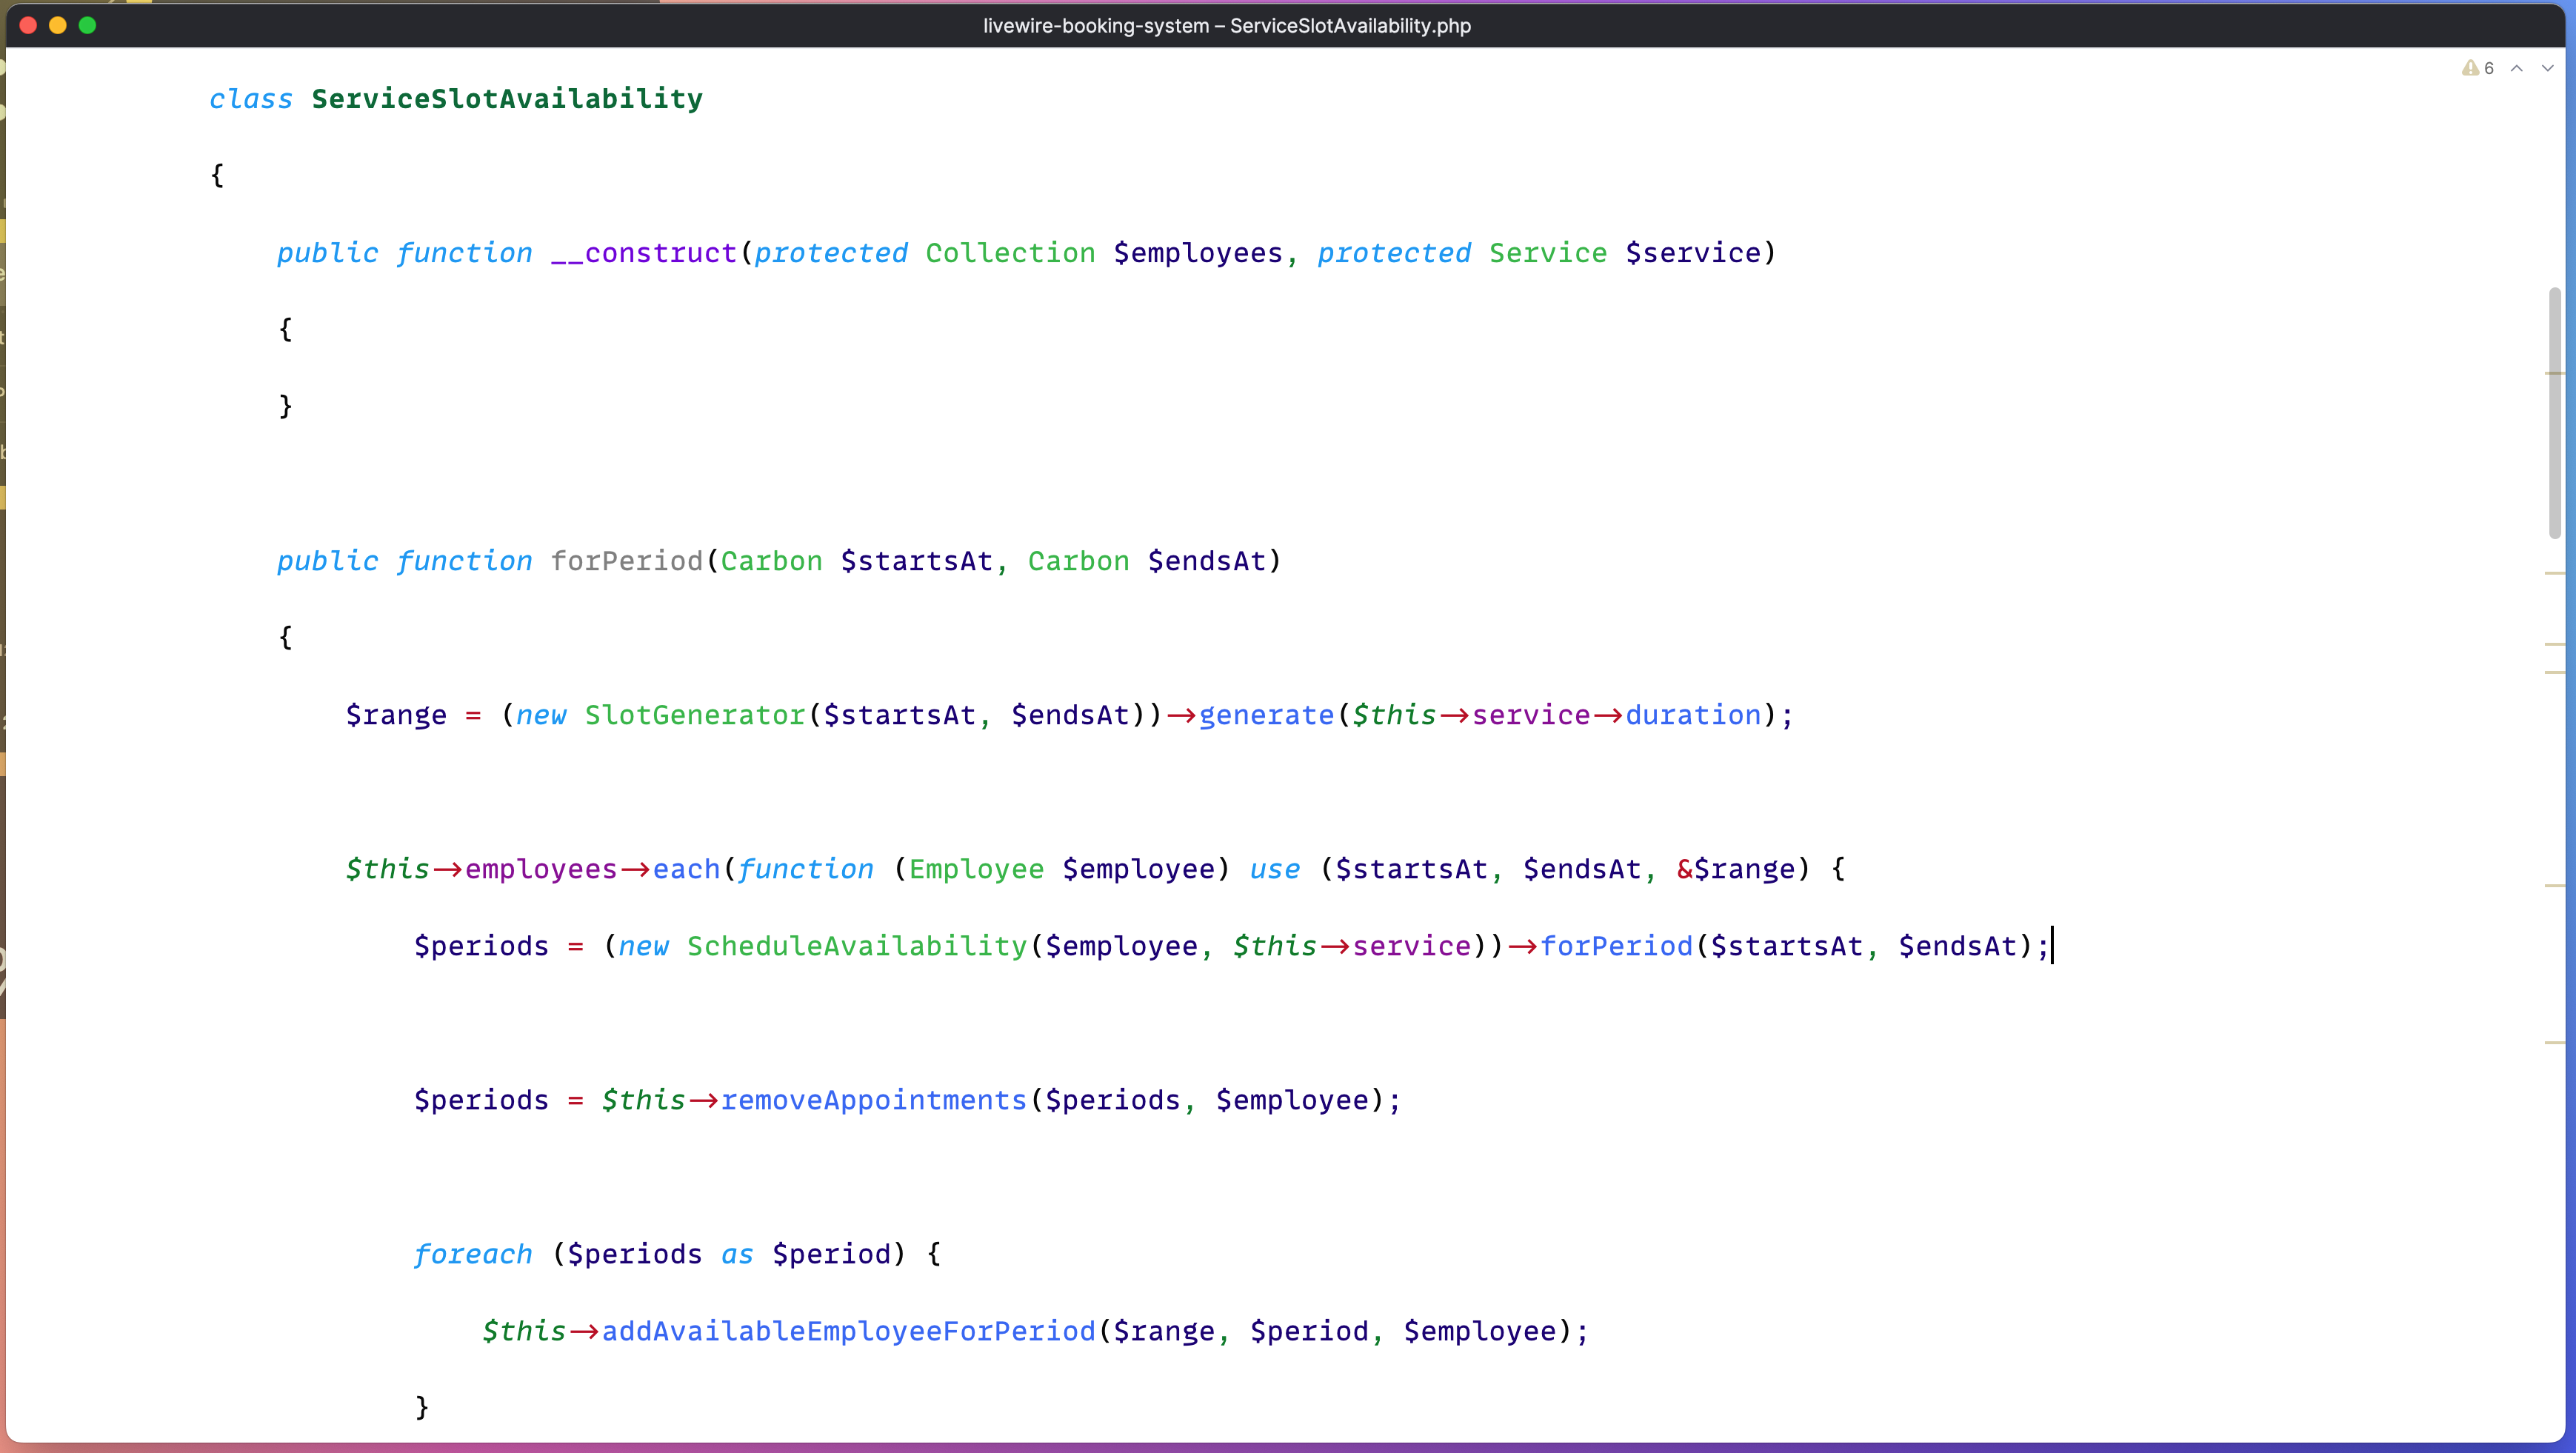 livewire-booking-system – ServiceSlotAvailability.php
6
class ServiceSlotAvailability
{
public function __construct(protected Collection $employees, protected Service $service)
{
}
public function forPeriod(Carbon $startsAt, Carbon $endsAt)
{
$range = (new SlotGenerator($startsAt, $endsAt))->generate($this->service->duration);
$this->employees->each(function (Employee $employee) use ($startsAt, $endsAt, &$range) {
$periods = (new ScheduleAvailability($employee, $this->service))->forPeriod($startsAt, $endsAt);
$periods = $this->removeAppointments($periods, $employee);
foreach ($periods as $period) {
$this->addAvailableEmployeeForPeriod($range, $period, $employee);
}